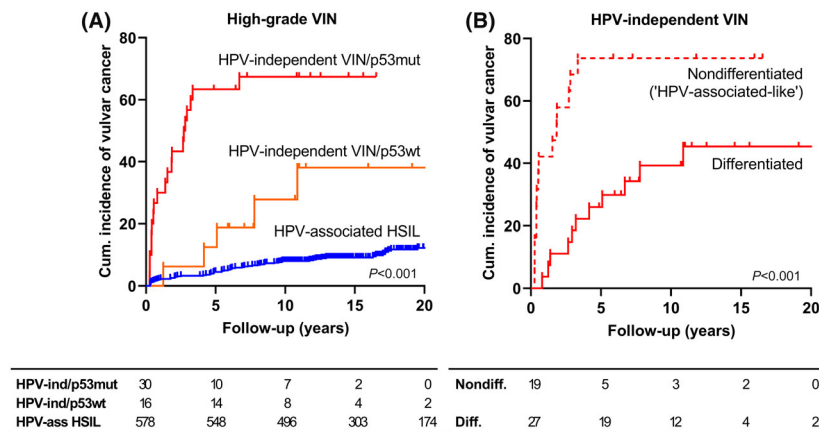 (A)
High-grade VIN
80
60
40
20
0
Cum. incidence of vulvar cancer
HPV-independent VIN/p53mut
HPV-independent VIN/p53wt
HPV-associated HSIL
P<0.001
0 5 10 15 20
Follow-up (years)
HPV-ind/p53mut 30 10 7 2 0
HPV-ind/p53wt 16 14 8 4 2
HPV-ass HSIL 578 548 496 303 174
(B)
HPV-independent VIN
80
60
40
20
0
Cum. incidence of vulvar cancer
Nondifferentiated
('HPV-associated-like')
Differentiated
P<0.001
0 5 10 15 20
Follow-up (years)
Nondiff. 19 5 3 2 0
Diff. 27 19 12 4 2